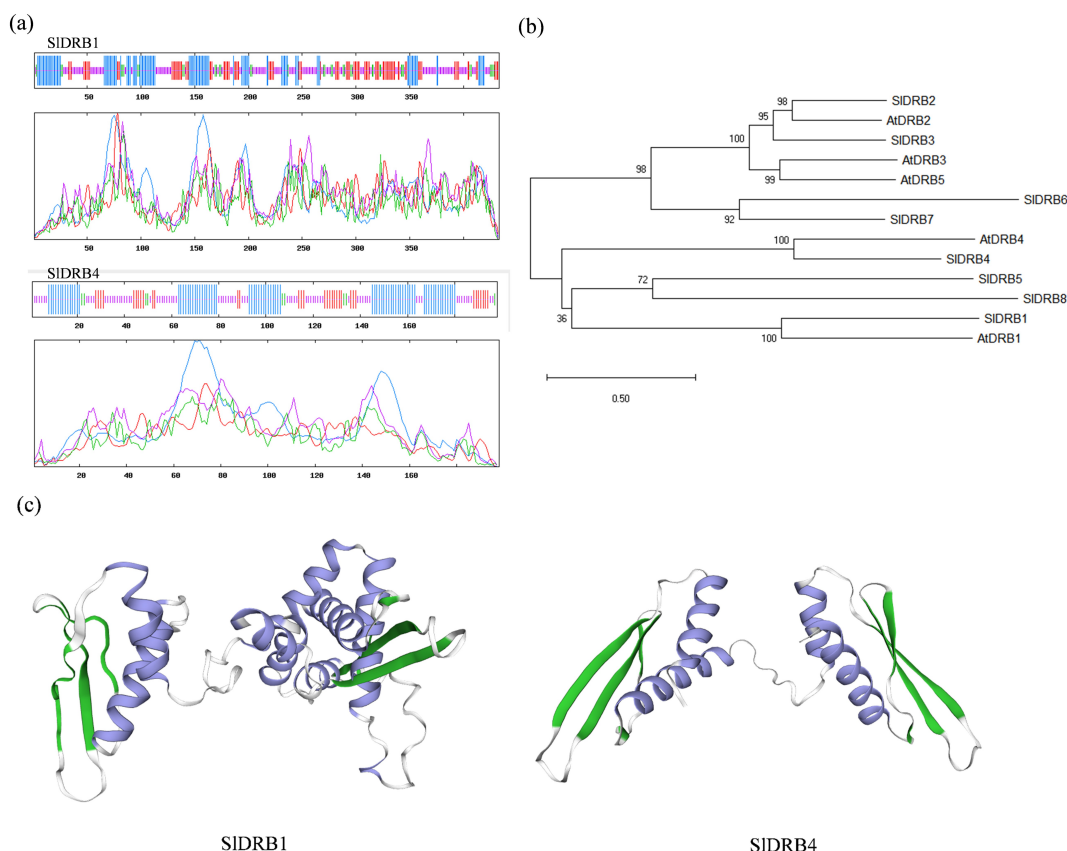 (a)
SlDRB1
50 100 150 200 250 300 350
50 100 150 200 250 300 350
SlDRB4
20 40 60 80 100 120 140 160
20 40 60 80 100 120 140 160
(b)
98 SlDRB2
95 AtDRB2
100 SlDRB3
AtDRB3
98 99 AtDRB5
SlDRB6
92 SlDRB7
100 AtDRB4
SlDRB4
72 SlDRB5
SlDRB8
36 SlDRB1
100 AtDRB1
0.50
(c)
SlDRB1 SlDRB4